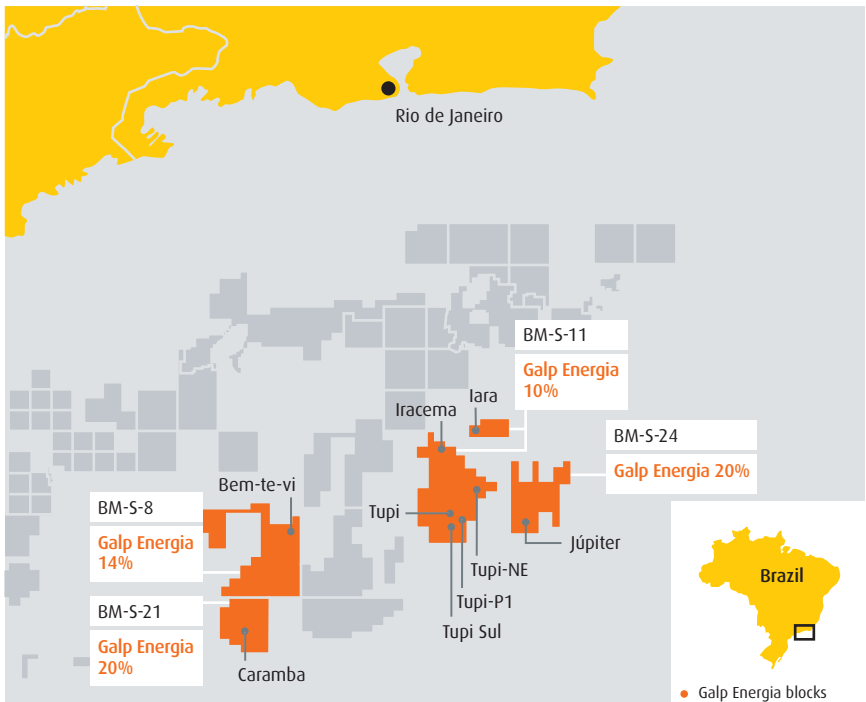 Rio de Janeiro
BM-S-11
Galp Energia
10%
Iara
Iracema
BM-S-24
Galp Energia 20%
Bem-te-vi
BM-S-8
Galp Energia
14%
Tupi
Júpiter
Tupi-NE
Tupi-P1
Tupi Sul
BM-S-21
Galp Energia
20%
Caramba
Brazil
Galp Energia blocks